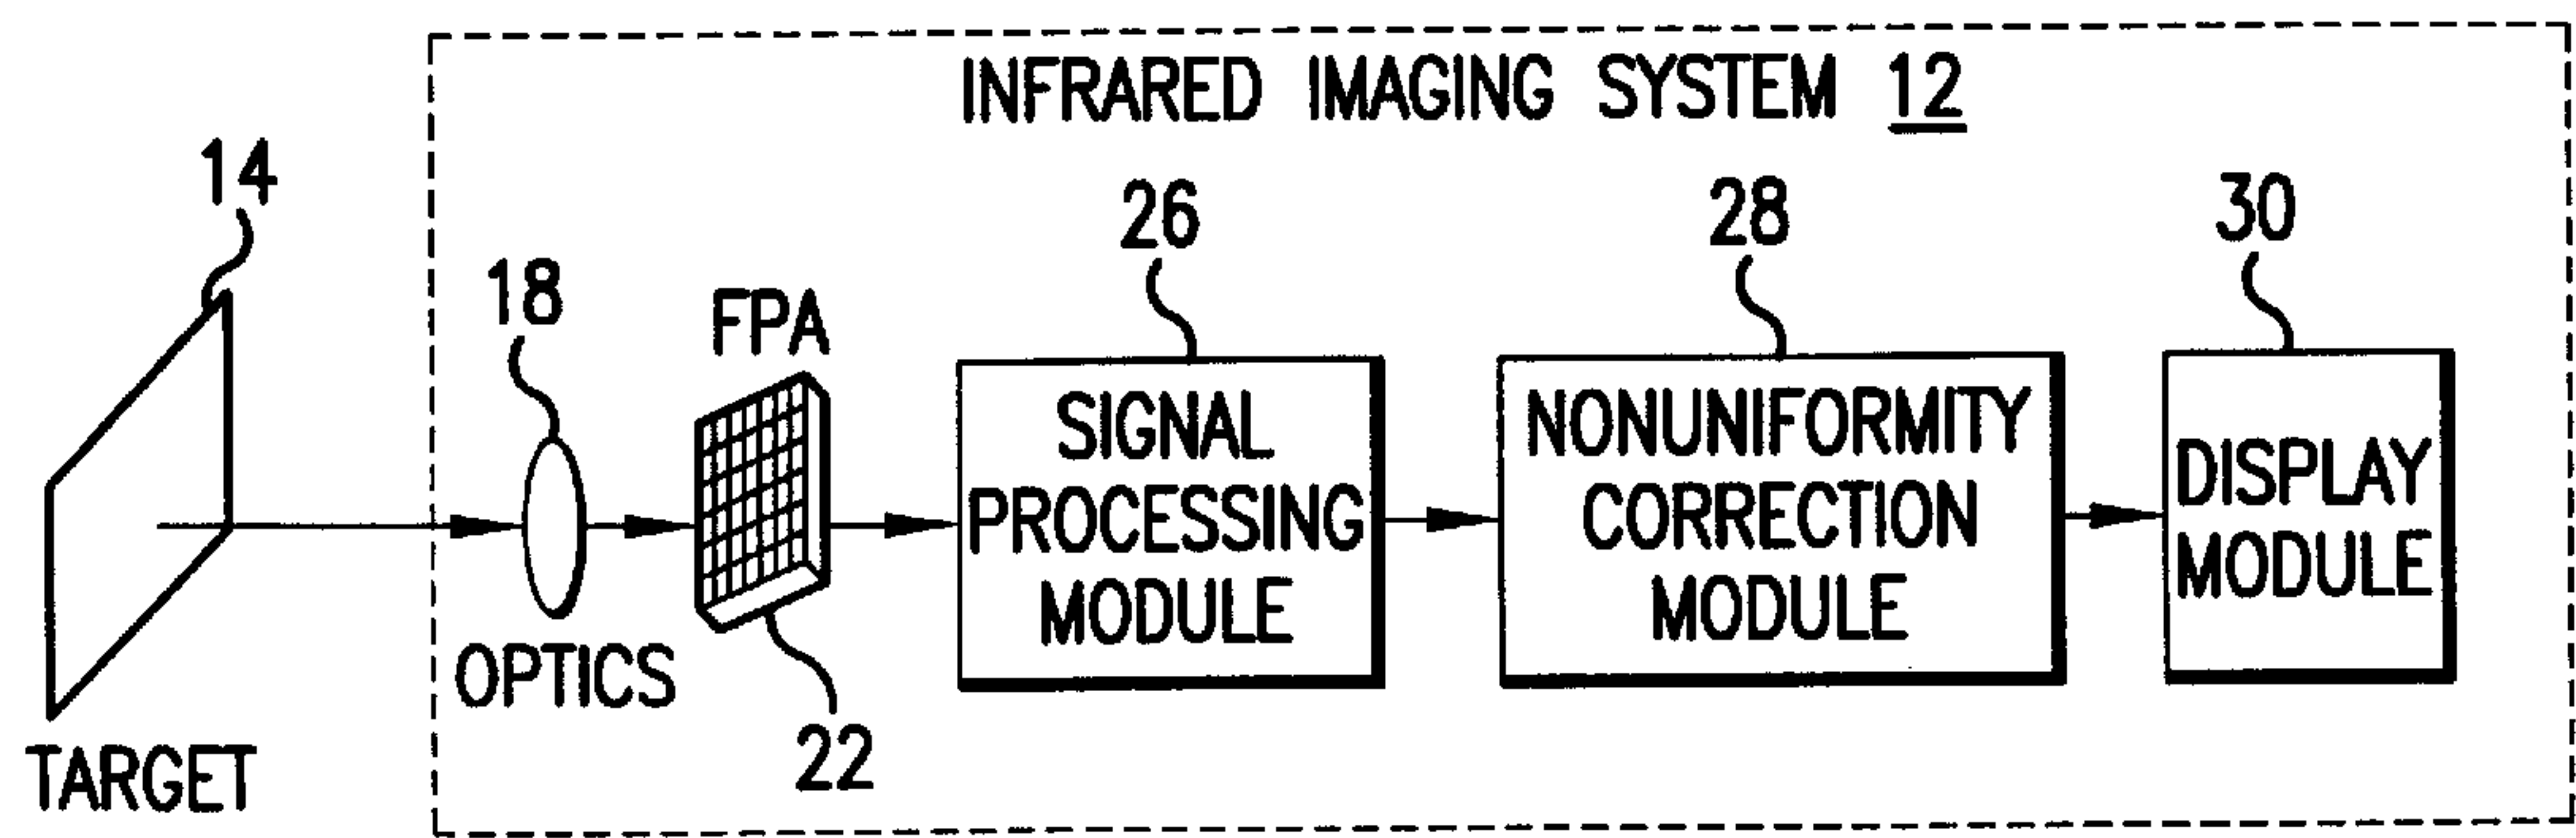 INFRARED IMAGING SYSTEM 12
14
26
28
30
18
FPA
SIGNAL
PROCESSING
MODULE
NONUNIFORMITY
CORRECTION
MODULE
DISPLAY
MODULE
OPTICS
22
TARGET